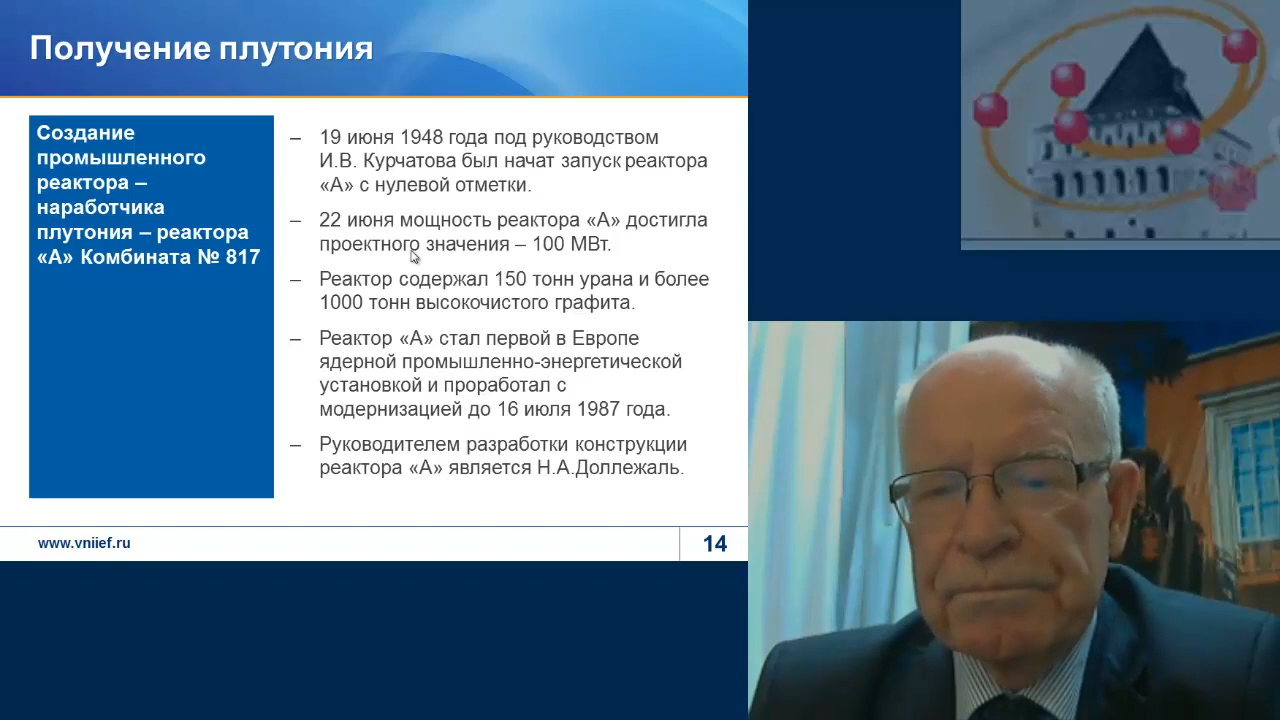 Получение плутония
Создание
промышленного
реактора –
наработчика
плутония – реактора
«А» Комбината № 817
– 19 июня 1948 года под руководством
И.В. Курчатова был начат запуск реактора
«А» с нулевой отметки.
– 22 июня мощность реактора «А» достигла
проектного значения – 100 МВт.
– Реактор содержал 150 тонн урана и более
1000 тонн высокочистого графита.
– Реактор «А» стал первой в Европе
ядерной промышленно-энергетической
установкой и проработал с
модернизацией до 16 июля 1987 года.
– Руководителем разработки конструкции
реактора «А» является Н.А.Доллежаль.
www.vniief.ru
14